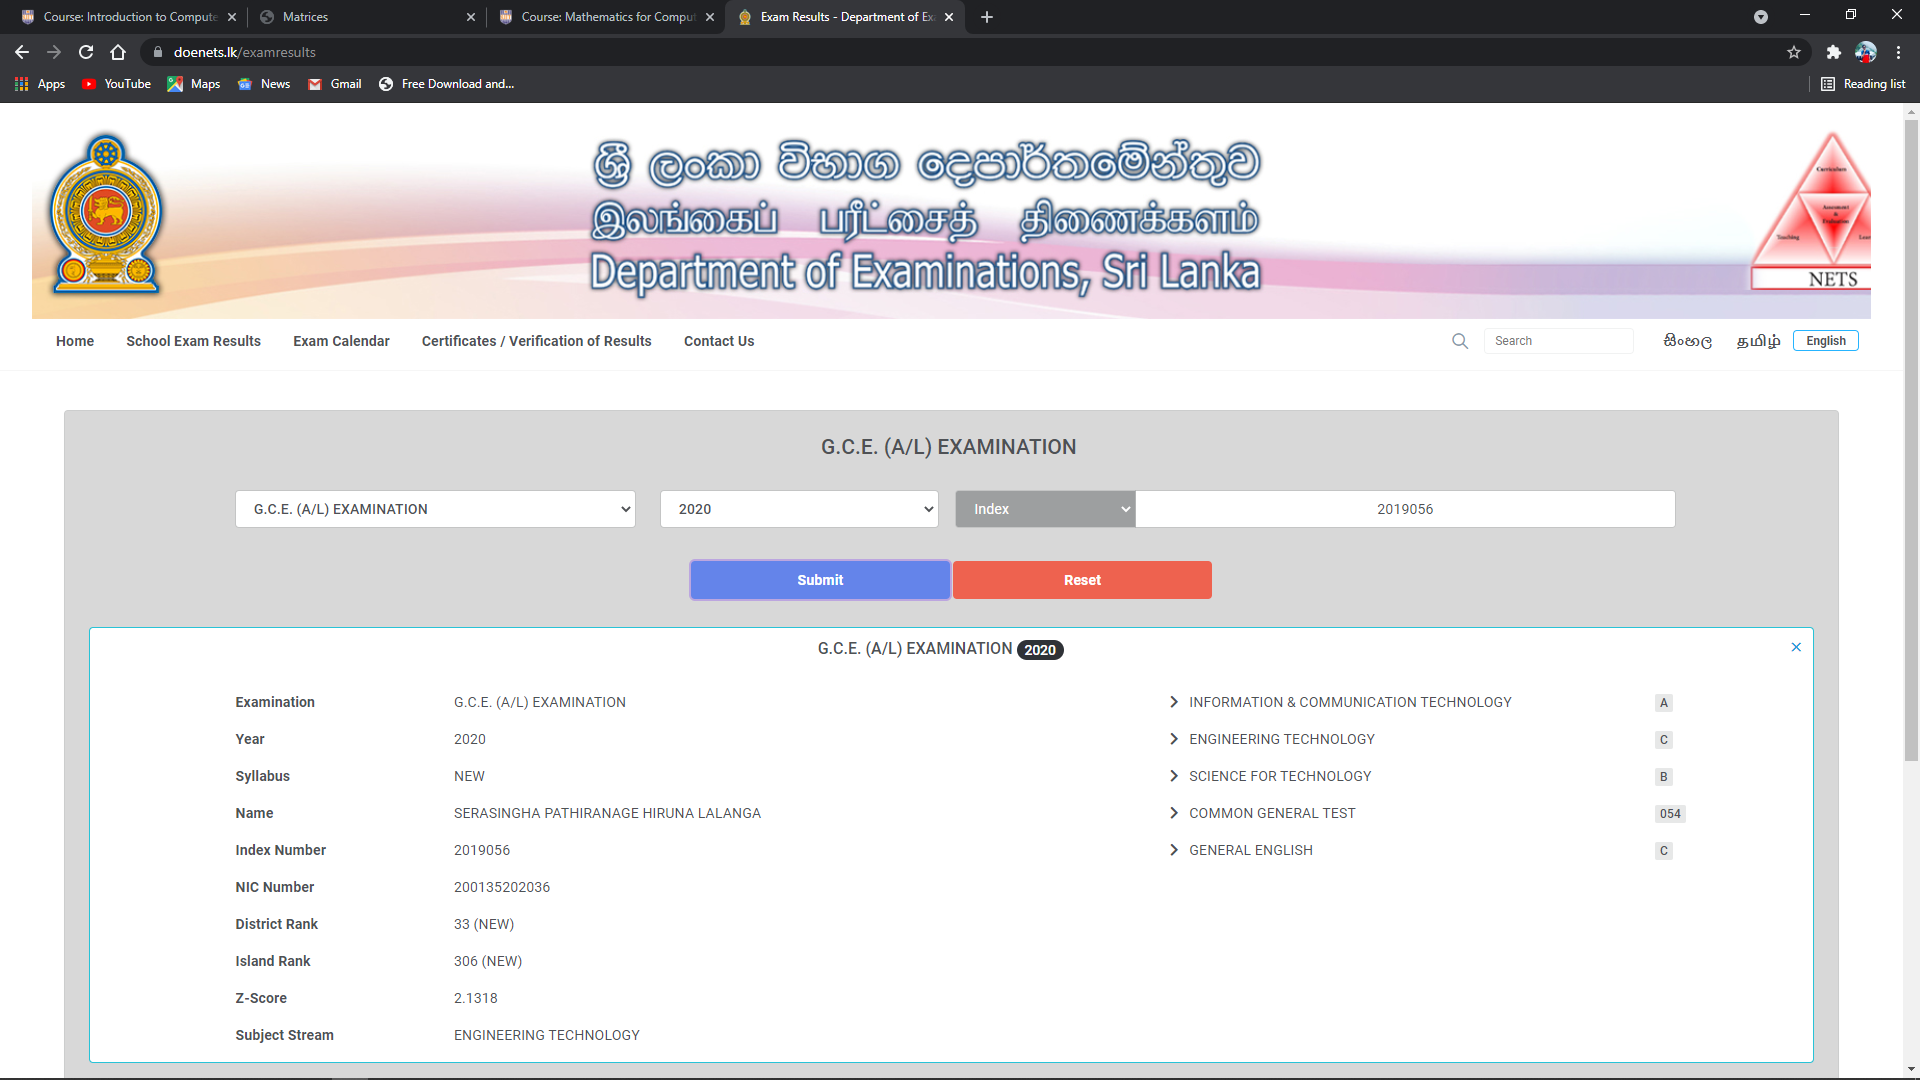 Course: Introduction to Compute
Matrices
Course: Mathematics for Comput
Exam Results - Department of Ex
doenets.lk/examresults
Apps
YouTube
Maps
News
Gmail
Free Download and...
Reading list
ශ්‍රී ලංකා විභාග දෙපාර්තමේන්තුව
இலங்கைப் பரீட்சைத் திணைக்களம்
Department of Examinations, Sri Lanka
Curriculum
Assessment
&
Evaluation
Teaching
NETS
Home
School Exam Results
Exam Calendar
Certificates / Verification of Results
Contact Us
Search
සිංහල
தமிழ்
English
G.C.E. (A/L) EXAMINATION
G.C.E. (A/L) EXAMINATION
2020
Index
2019056
Submit
Reset
G.C.E. (A/L) EXAMINATION 2020
Examination G.C.E. (A/L) EXAMINATION
Year 2020
Syllabus NEW
Name SERASINGHA PATHIRANAGE HIRUNA LALANGA
Index Number 2019056
NIC Number 200135202036
District Rank 33 (NEW)
Island Rank 306 (NEW)
Z-Score 2.1318
Subject Stream ENGINEERING TECHNOLOGY
INFORMATION & COMMUNICATION TECHNOLOGY A
ENGINEERING TECHNOLOGY C
SCIENCE FOR TECHNOLOGY B
COMMON GENERAL TEST 054
GENERAL ENGLISH C